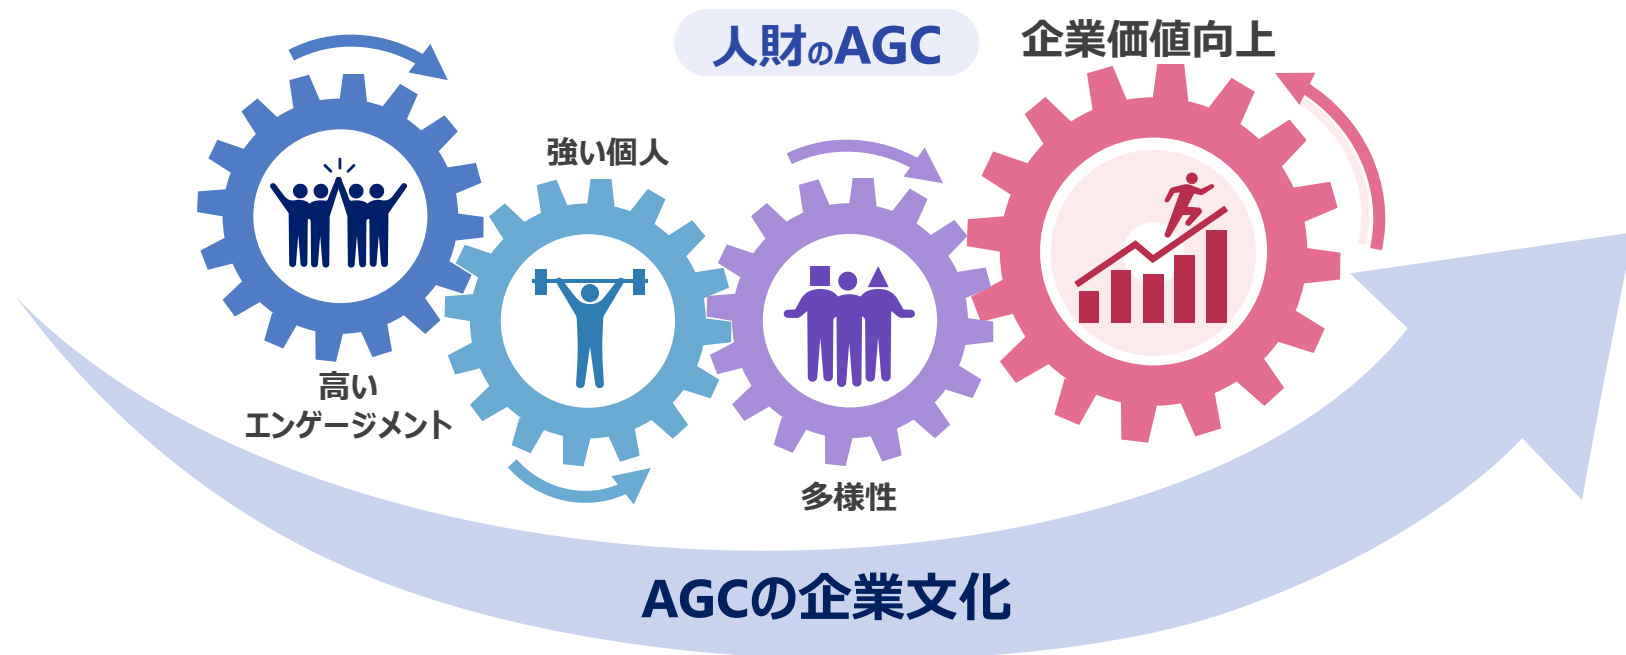 人財のAGC
企業価値向上
強い個人
高い
エンゲージメント
多様性
AGCの企業文化